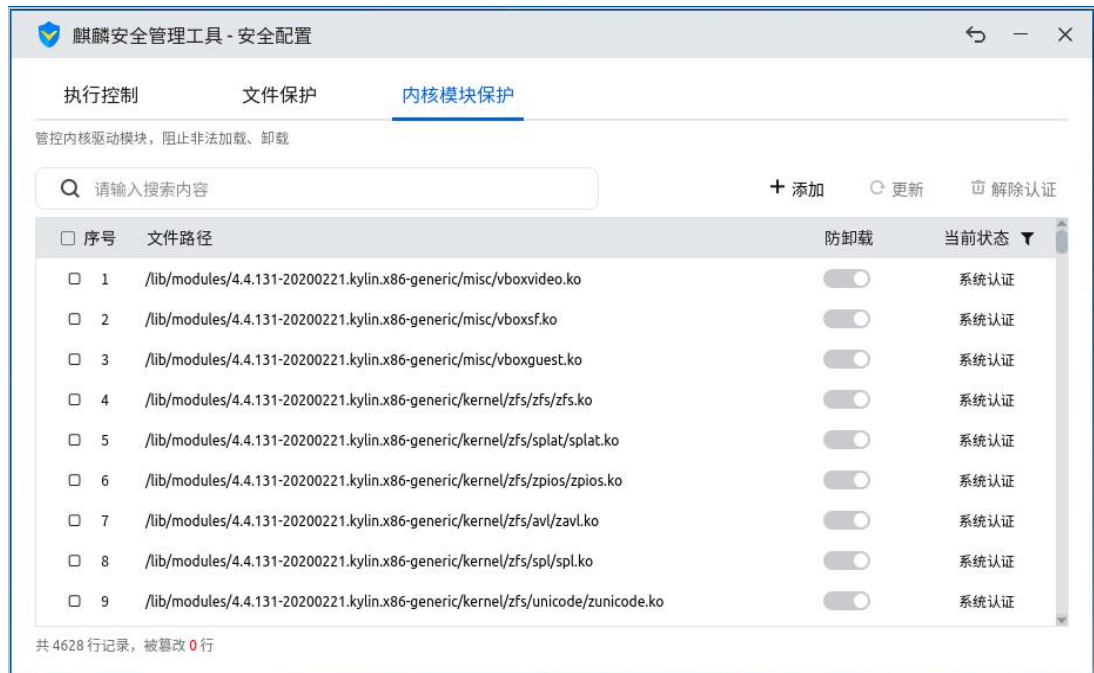 麒麟安全管理工具 - 安全配置
执行控制 文件保护 内核模块保护
管控内核驱动模块，阻止非法加载、卸载
请输入搜索内容 添加 更新 解除认证
序号 文件路径 防卸载 当前状态
1 /lib/modules/4.4.131-20200221.kylin.x86-generic/misc/vboxvideo.ko 系统认证
2 /lib/modules/4.4.131-20200221.kylin.x86-generic/misc/vboxsf.ko 系统认证
3 /lib/modules/4.4.131-20200221.kylin.x86-generic/misc/vboxguest.ko 系统认证
4 /lib/modules/4.4.131-20200221.kylin.x86-generic/kernel/zfs/zfs/zfs.ko 系统认证
5 /lib/modules/4.4.131-20200221.kylin.x86-generic/kernel/zfs/splat/splat.ko 系统认证
6 /lib/modules/4.4.131-20200221.kylin.x86-generic/kernel/zfs/zpios/zpios.ko 系统认证
7 /lib/modules/4.4.131-20200221.kylin.x86-generic/kernel/zfs/avl/zavl.ko 系统认证
8 /lib/modules/4.4.131-20200221.kylin.x86-generic/kernel/zfs/spl/spl.ko 系统认证
9 /lib/modules/4.4.131-20200221.kylin.x86-generic/kernel/zfs/unicode/zunicode.ko 系统认证
共 4628 行记录，被篡改 0 行